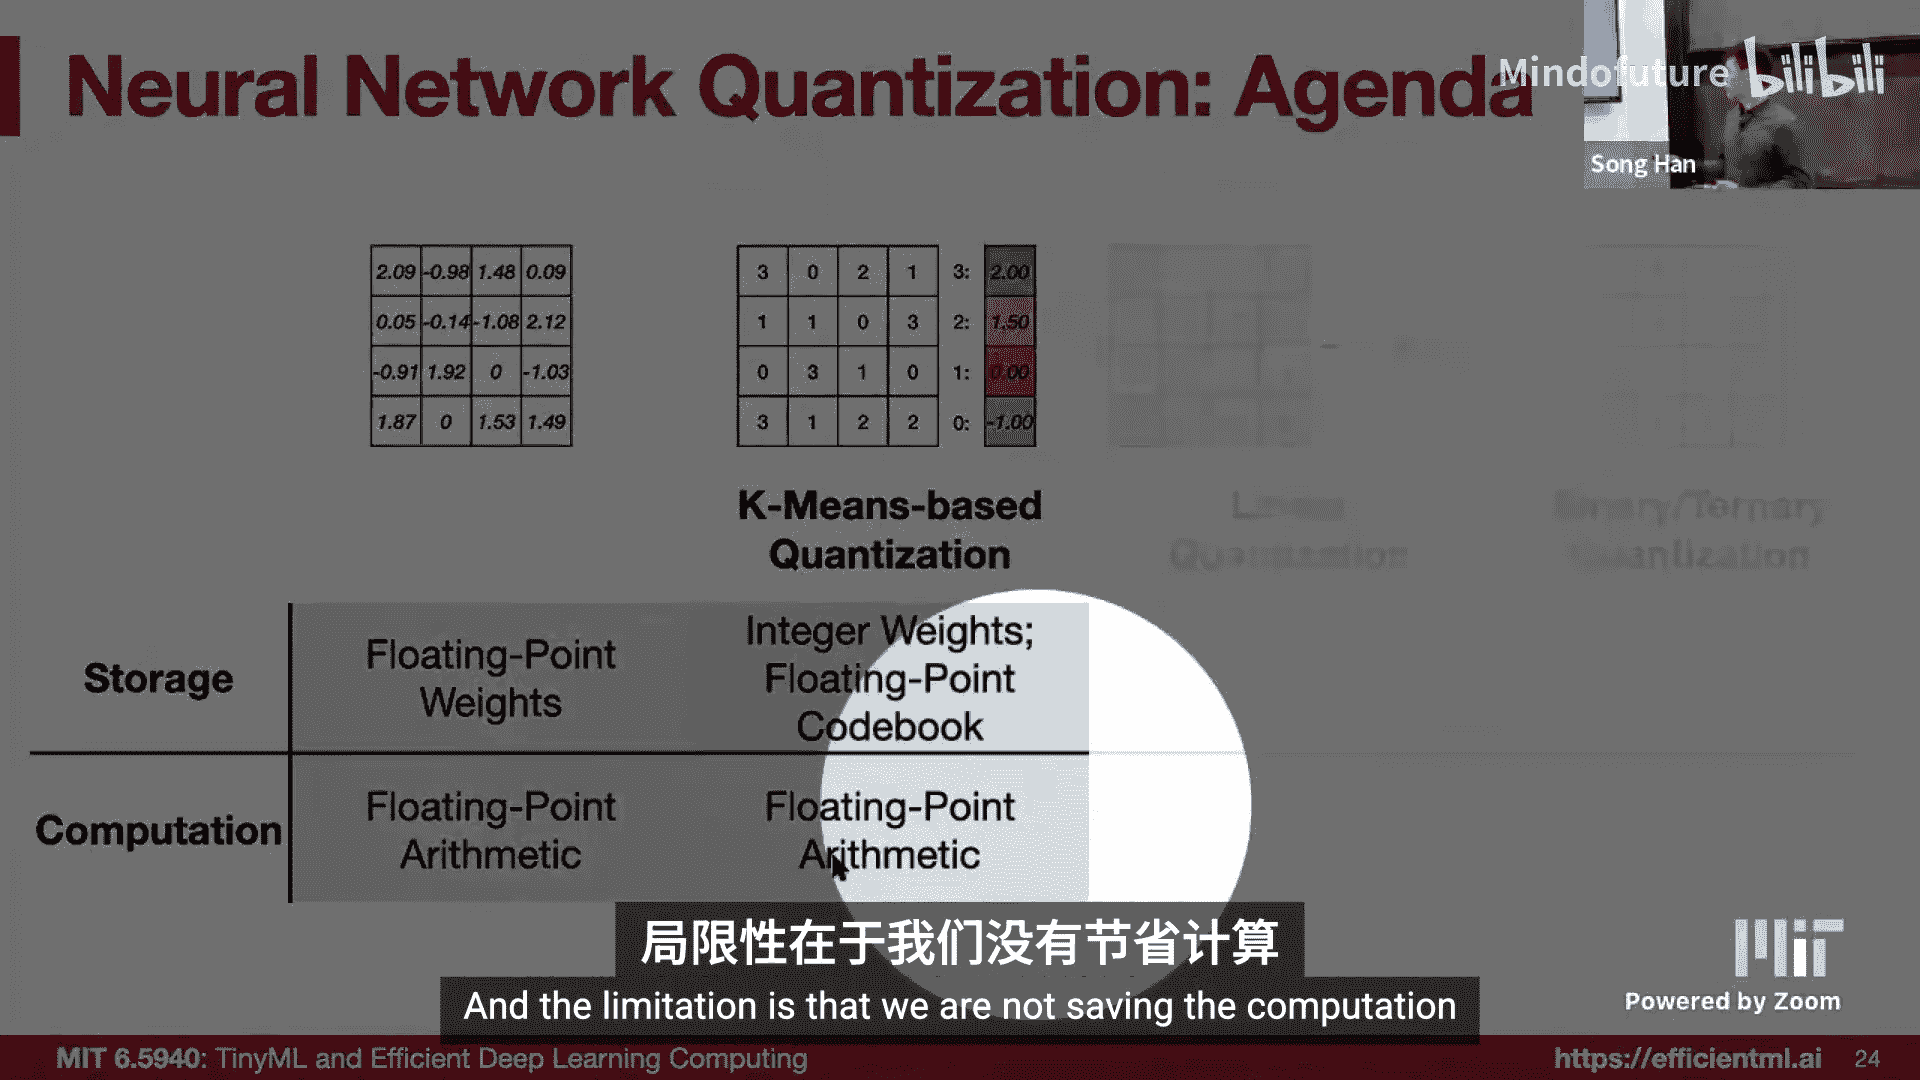 Neural Network Quantization: Agenda
Mindofuture bilibili
Song Han
2.09 -0.98 1.48 0.09
0.05 -0.14 -1.08 2.12
-0.91 1.92 0 -1.03
1.87 0 1.53 1.49
3 0 2 1 3: 2.00
1 1 0 3 2: 1.50
0 3 1 0 1: 0.00
3 1 2 2 0: -1.00
K-Means-based
Quantization
Quantization
Binary/Ternary
Quantization
Storage
Floating-Point
Weights
Integer Weights;
Floating-Point
Codebook
Computation
Floating-Point
Arithmetic
Floating-Point
Arithmetic
局限性在于我们没有节省计算
And the limitation is that we are not saving the computation
MIT
Powered by Zoom
MIT 6.5940: TinyML and Efficient Deep Learning Computing
https://efficientml.ai 24